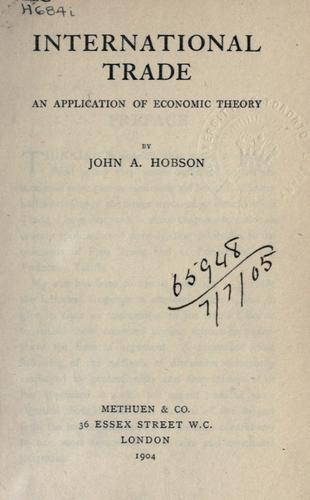 H684i
INTERNATIONAL
TRADE
AN APPLICATION OF ECONOMIC THEORY
BY
JOHN A. HOBSON
65948
7/7/05
METHUEN & CO.
36 ESSEX STREET W.C.
LONDON
1904